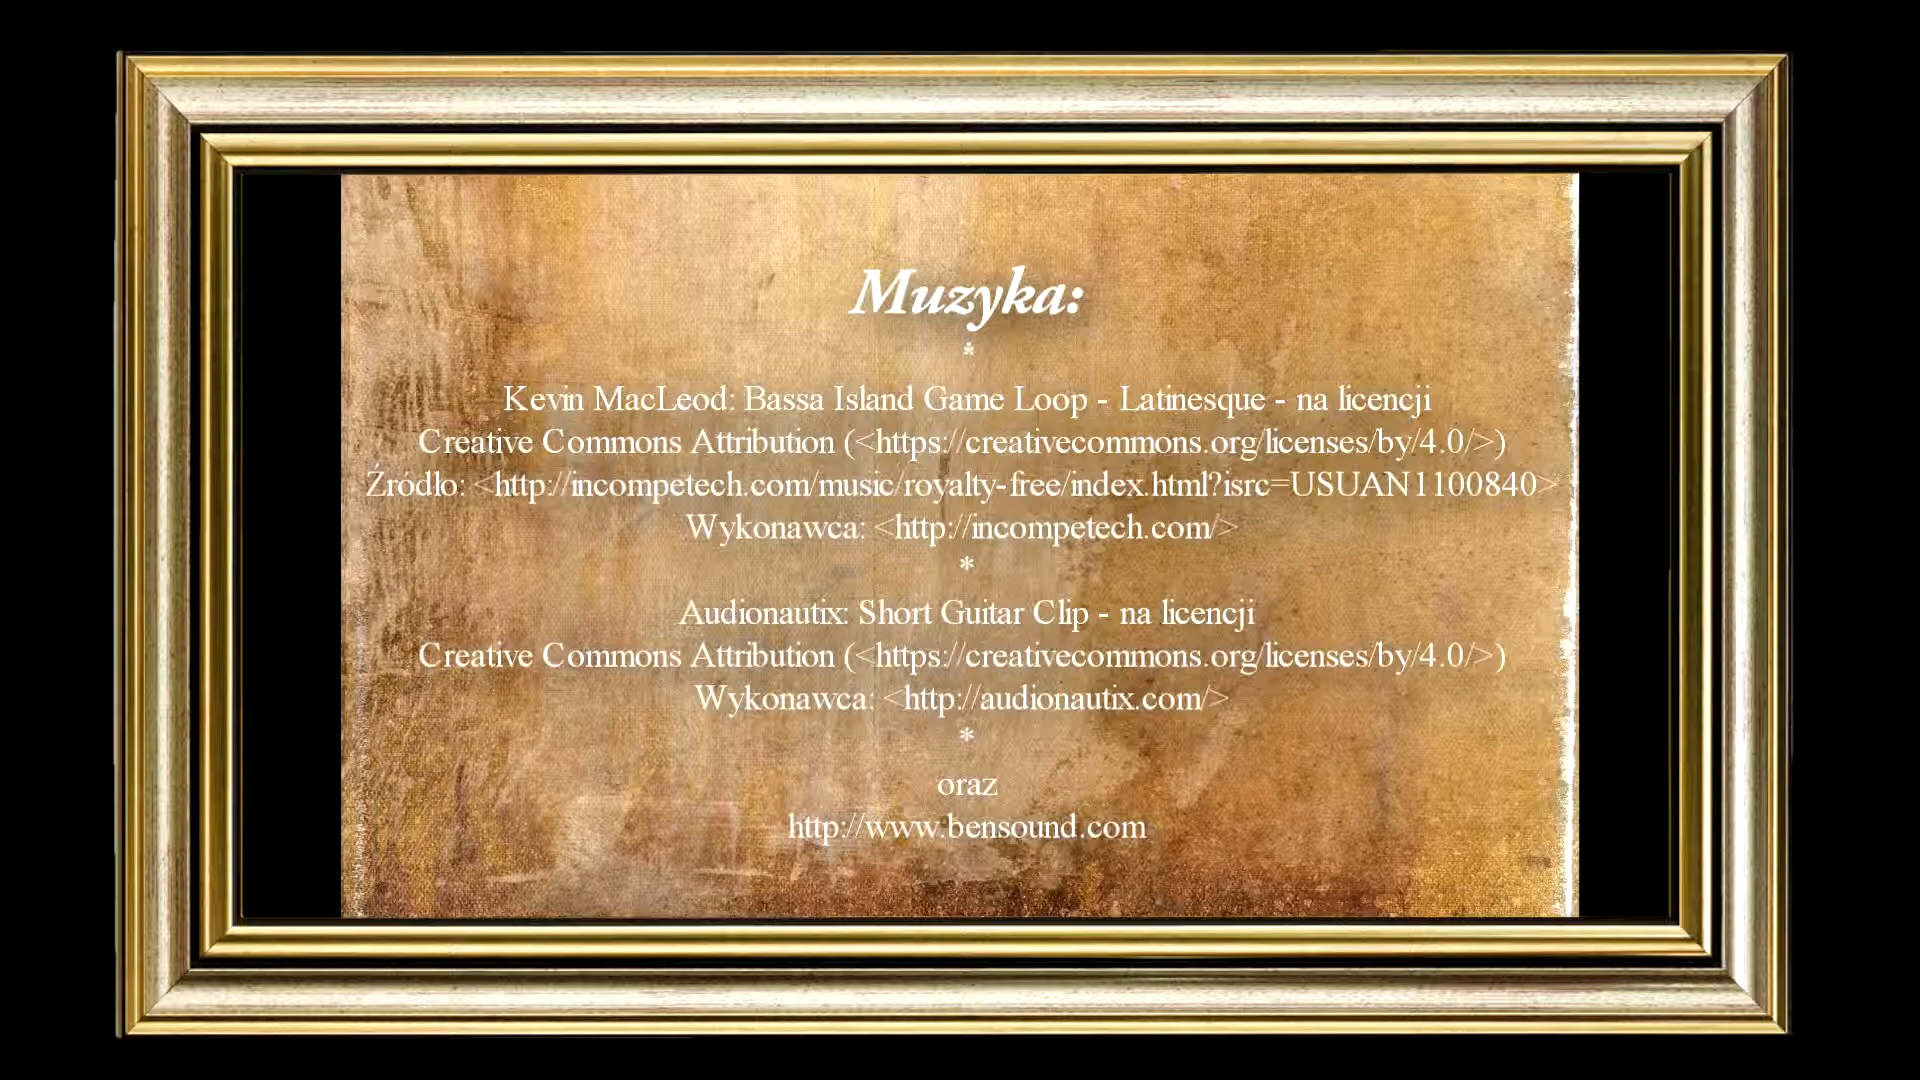 Muzyka:
*
Kevin MacLeod: Bassa Island Game Loop - Latinesque - na licencji
Creative Commons Attribution (<https://creativecommons.org/licenses/by/4.0/>)
Źródło: <http://incompetech.com/music/royalty-free/index.html?isrc=USUAN1100840>
Wykonawca: <http://incompetech.com/>
*
Audionautix: Short Guitar Clip - na licencji
Creative Commons Attribution (<https://creativecommons.org/licenses/by/4.0/>)
Wykonawca: <http://audionautix.com/>
*
oraz
http://www.bensound.com